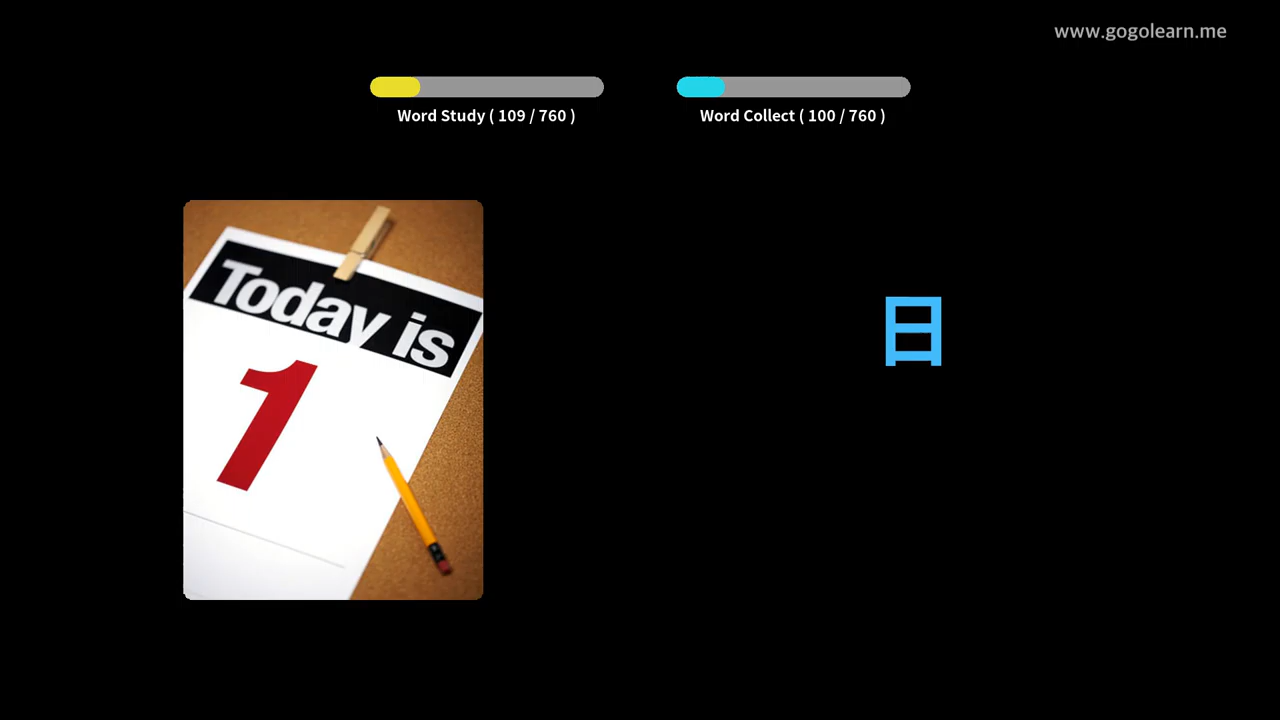 www.gogolearn.me
Word Study ( 109 / 760 )
Word Collect ( 100 / 760 )
Today is
1
日